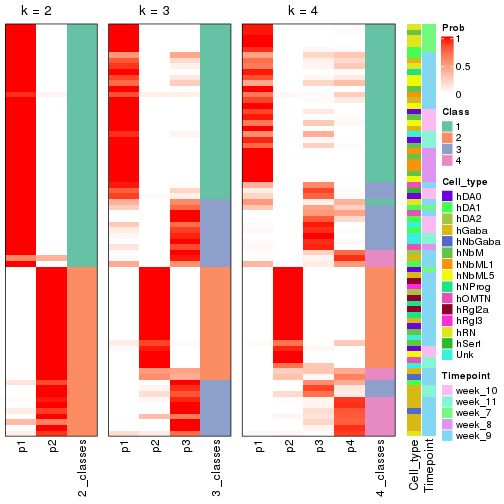 k = 2
k = 3
k = 4
p1
p2
2_classes
p1
p2
p3
3_classes
p1
p2
p3
p4
4_classes
Cell_type
Timepoint
Prob
1
0.5
0
Class
1
2
3
4
Cell_type
hDA0
hDA1
hDA2
hGaba
hNbGaba
hNbM
hNbML1
hNbML5
hNProg
hOMTN
hRgl2a
hRgl3
hRN
hSert
Unk
Timepoint
week_10
week_11
week_7
week_8
week_9